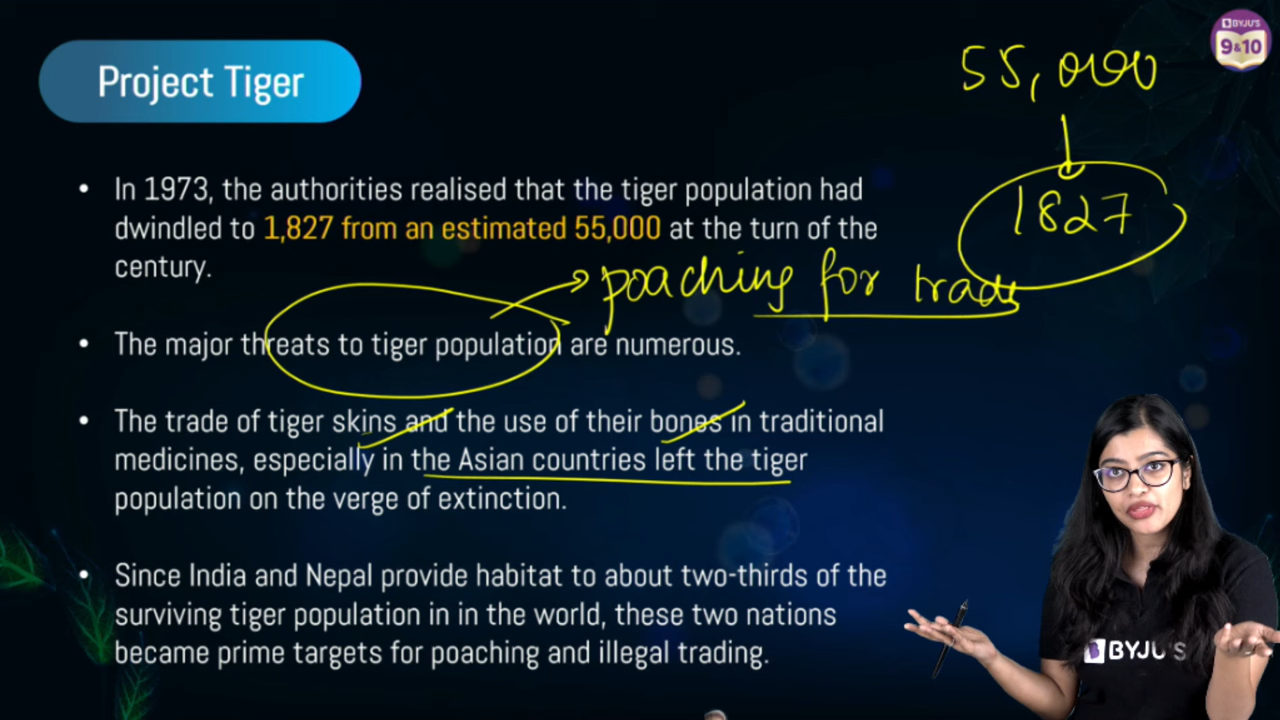 Project Tiger
55,000
BYJU'S
9&10
1827
• In 1973, the authorities realised that the tiger population had
dwindled to 1,827 from an estimated 55,000 at the turn of the
century.
poaching for trade
• The major threats to tiger population are numerous.
• The trade of tiger skins and the use of their bones in traditional
medicines, especially in the Asian countries left the tiger
population on the verge of extinction.
• Since India and Nepal provide habitat to about two-thirds of the
surviving tiger population in in the world, these two nations
became prime targets for poaching and illegal trading.
BYJU'S